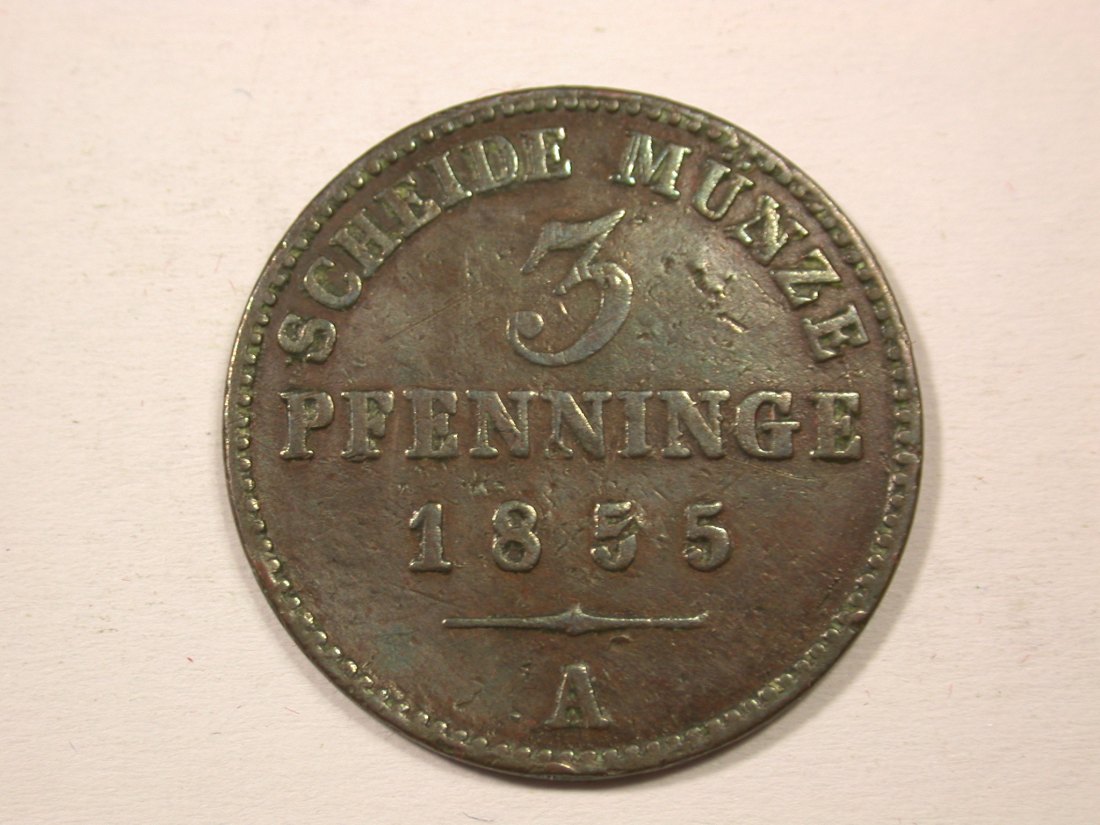 SCHEIDE MÜNZE
3
PFENNINGE
1855
A